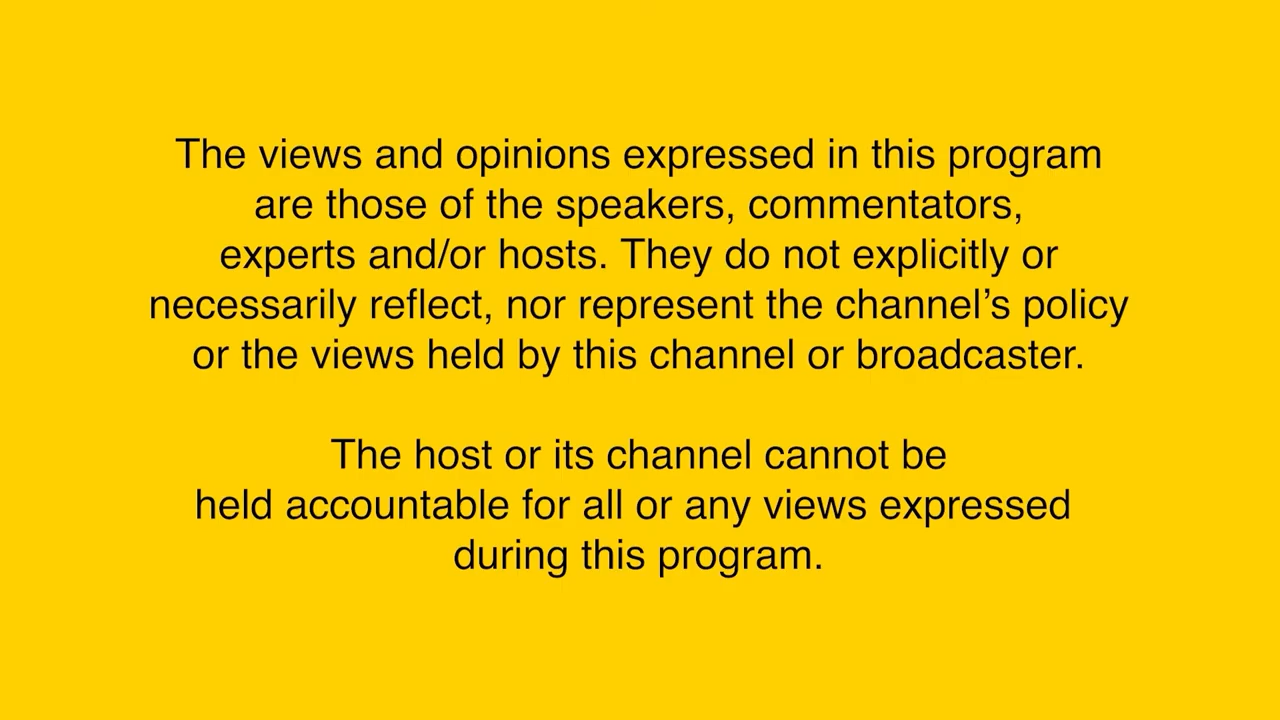 The views and opinions expressed in this program
are those of the speakers, commentators,
experts and/or hosts. They do not explicitly or
necessarily reflect, nor represent the channel’s policy
or the views held by this channel or broadcaster.
The host or its channel cannot be
held accountable for all or any views expressed
during this program.